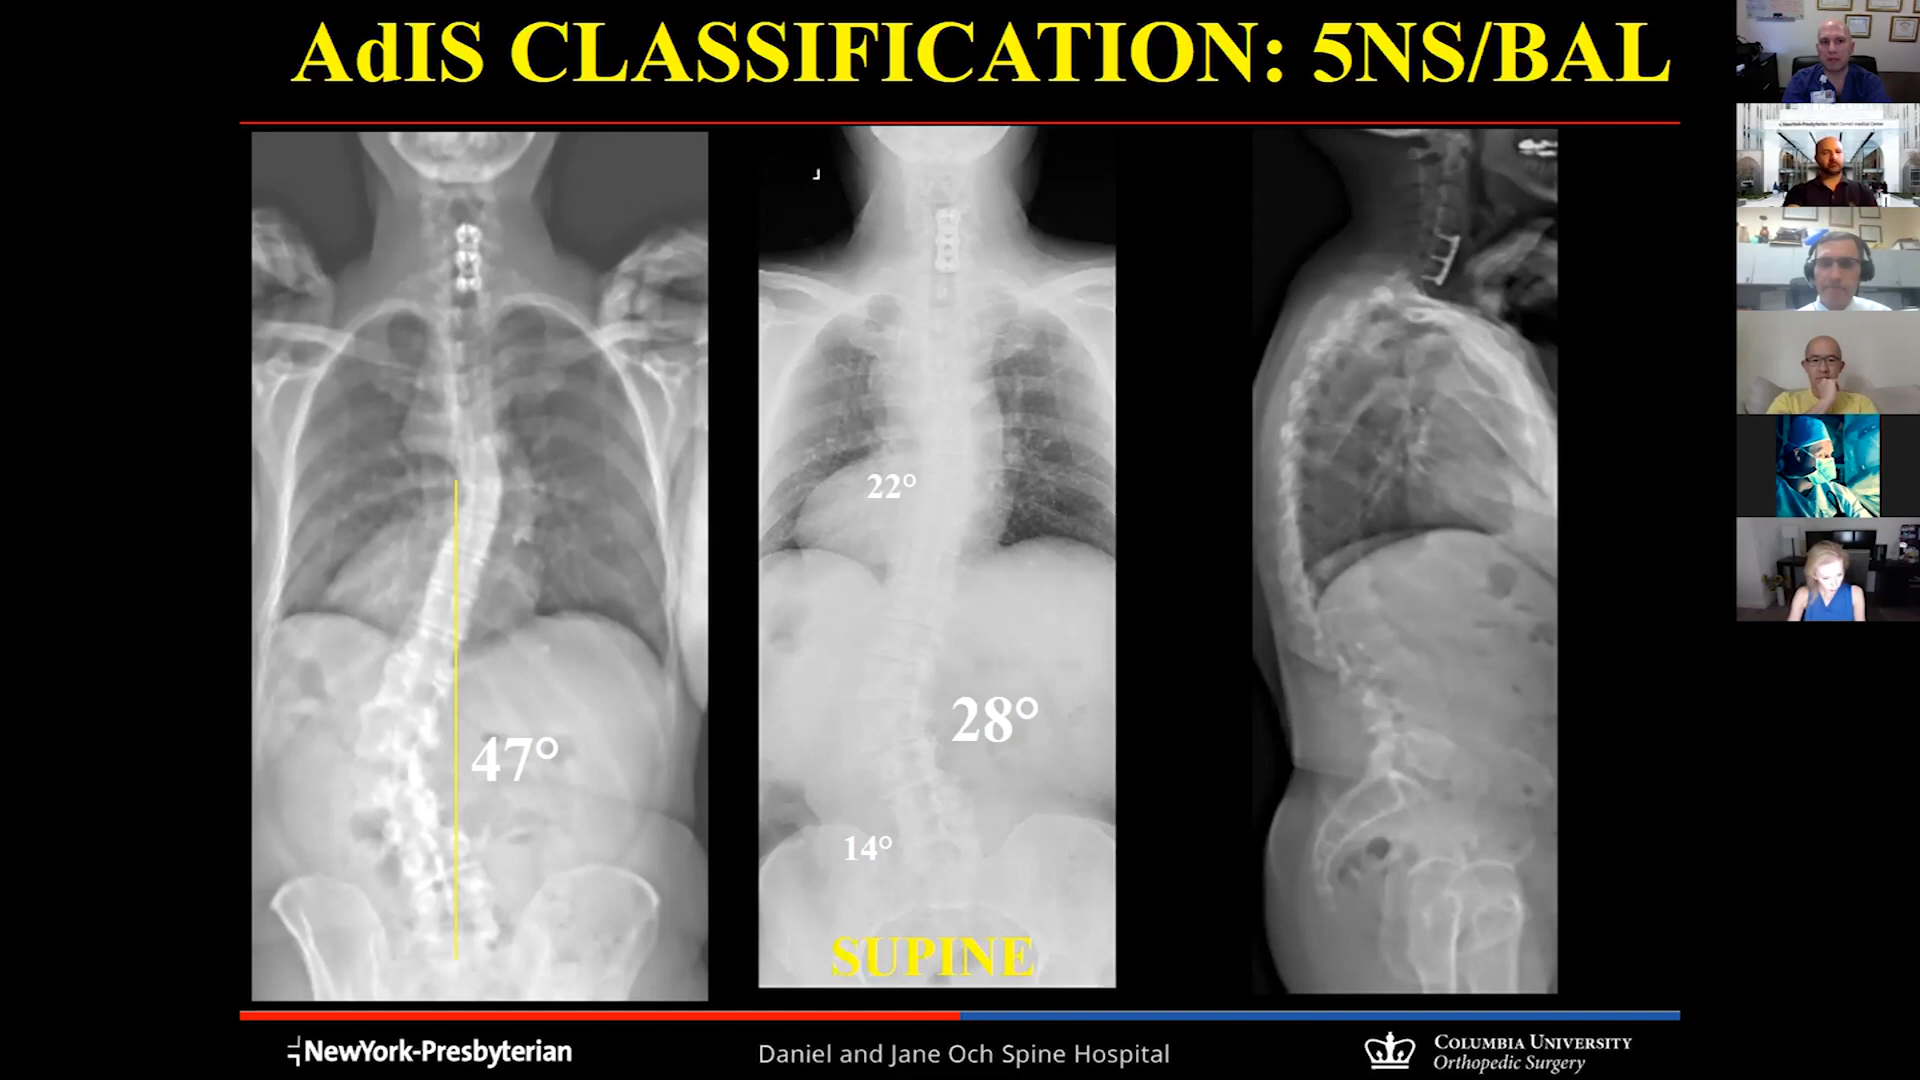 AdIS CLASSIFICATION: 5NS/BAL
47°
22°
28°
14°
SUPINE
NewYork-Presbyterian
Daniel and Jane Och Spine Hospital
COLUMBIA UNIVERSITY
Orthopedic Surgery